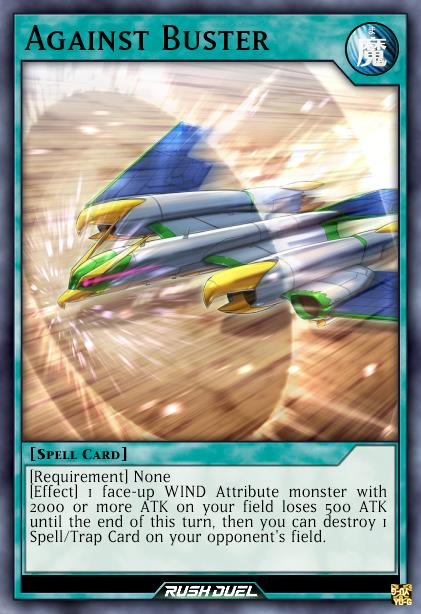 AGAINST BUSTER
ま
魔
[SPELL CARD]
[Requirement] None
[Effect] 1 face-up WIND Attribute monster with
2000 or more ATK on your field loses 500 ATK
until the end of this turn, then you can destroy 1
Spell/Trap Card on your opponent's field.
RUSH DUEL